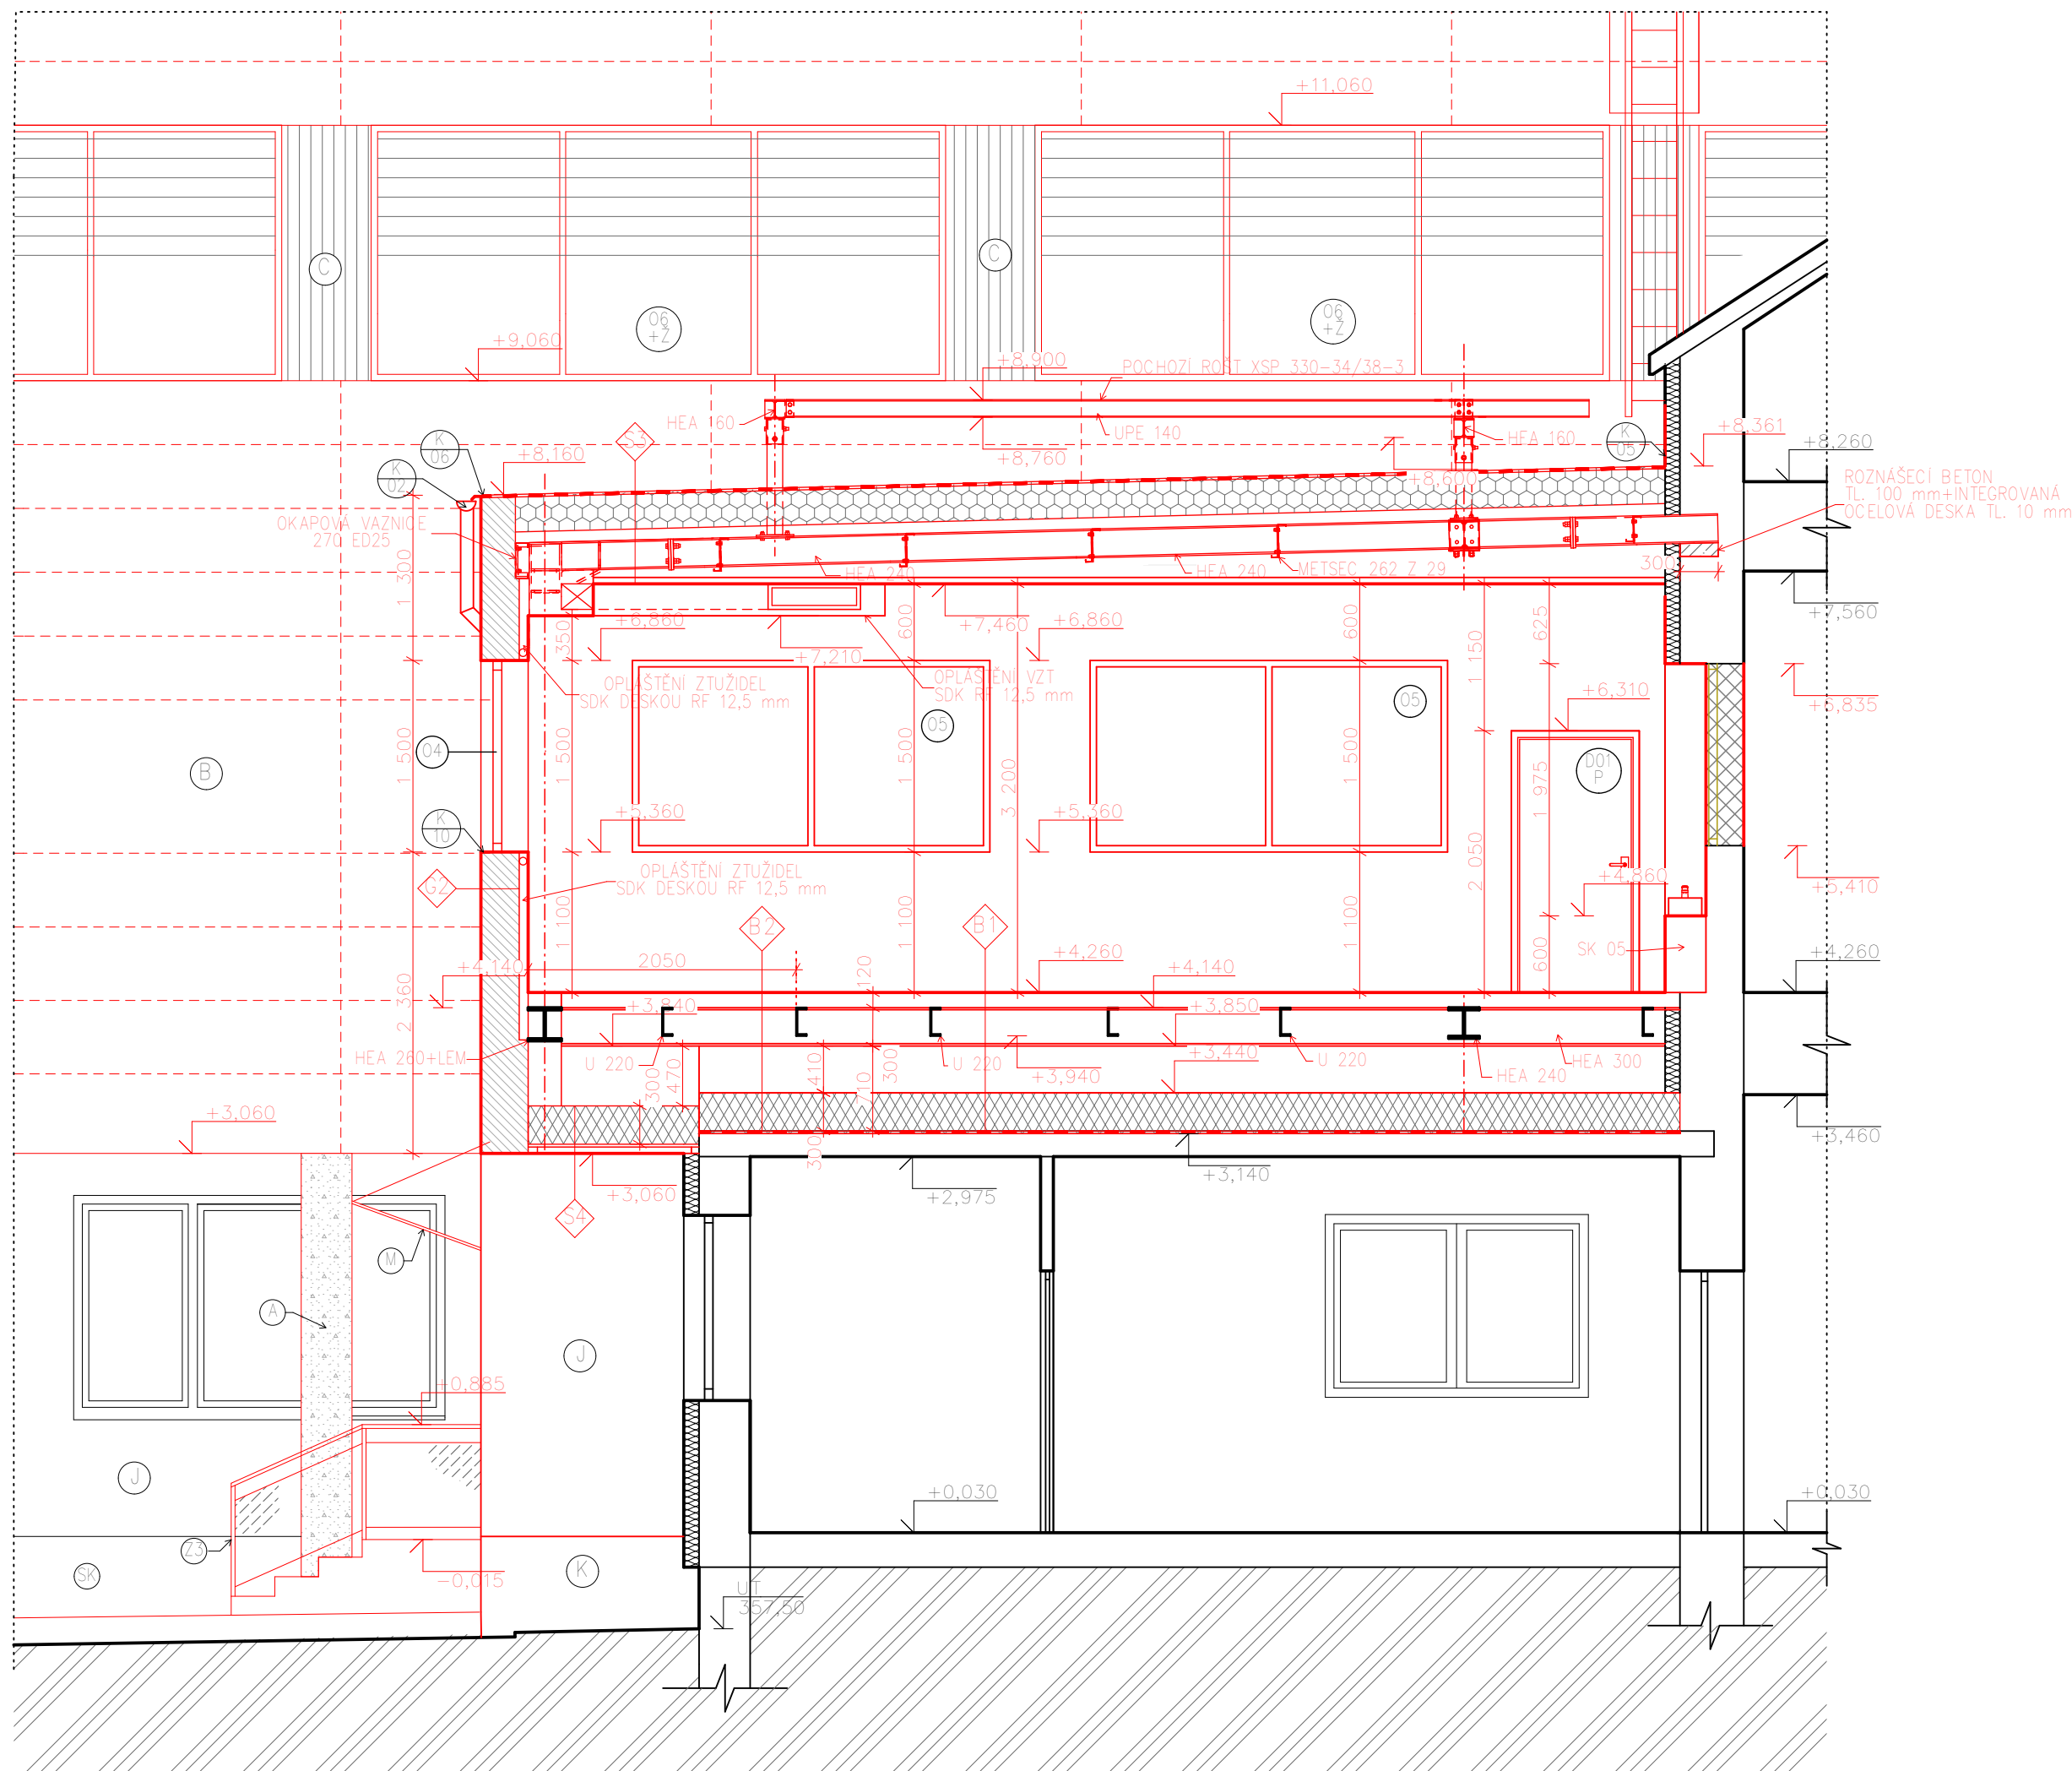 +11,060
C
C
06
+Ž
06
+Ž
+9,060
+8,900
POCHOZÍ ROŠT XSP 330-34/38-3
HEA 160
UPE 140
HEA 160
+8,760
K
06
K
02
S3
K
05
+8,361
+8,260
+8,160
+8,600
ROZNÁŠECÍ BETON
TL. 100 mm+INTEGROVANÁ
OCELOVÁ DESKA TL. 10 mm
OKAPOVÁ VAZNICE
270 ED25
1 300
HEA 240
HEA 240
METSEC 262 Z 29
300
+7,560
350
+6,860
600
+7,460
+6,860
600
1 150
625
+7,210
OPLÁŠTĚNÍ ZTUŽIDEL
SDK DESKOU RF 12,5 mm
OPLÁŠTĚNÍ VZT
SDK RF 12,5 mm
05
05
+6,310
+6,835
04
B
1 500
1 500
1 500
3 200
1 500
1 975
D01
P
+5,360
+5,360
K
10
OPLÁŠTĚNÍ ZTUŽIDEL
SDK DESKOU RF 12,5 mm
G2
2 050
+4,860
+5,410
B2
B1
1 100
1 100
1 100
600
SK 05
+4,140
2050
120
+4,260
+4,140
+4,260
2 360
+3,840
+3,850
HEA 260+LEM
U 220
U 220
U 220
HEA 300
HEA 240
300
470
410
710
300
+3,940
+3,440
+3,060
300
+3,460
+2,975
+3,140
+3,060
S4
M
A
J
+0,885
J
+0,030
+0,030
Z3
SK
-0,015
K
UT
357,50